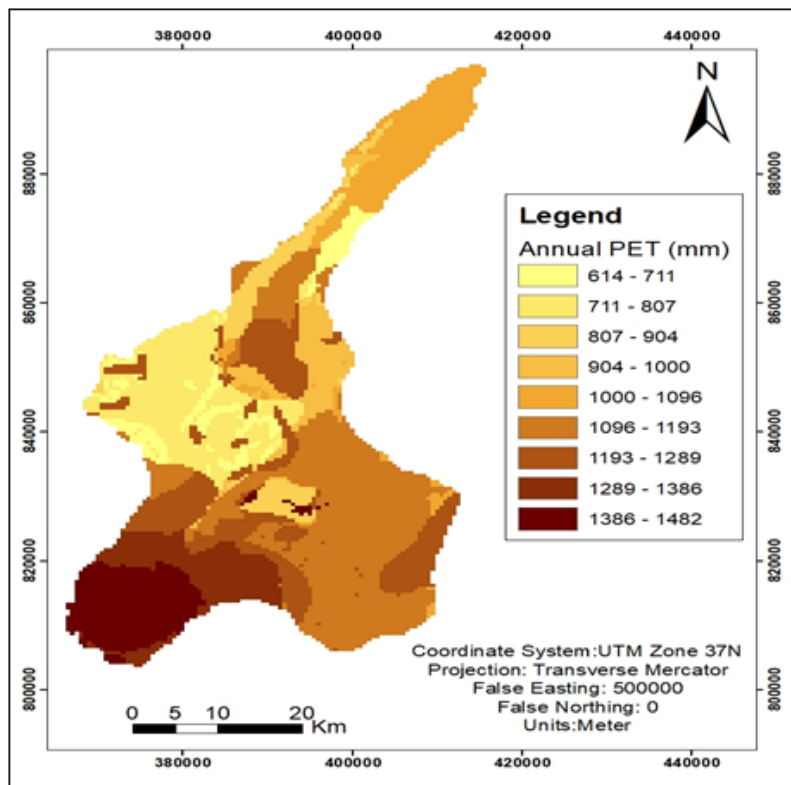 380000 400000 420000 440000
N
880000 880000
860000 860000
840000 840000
820000 820000
800000 800000
Legend
Annual PET (mm)
614 - 711
711 - 807
807 - 904
904 - 1000
1000 - 1096
1096 - 1193
1193 - 1289
1289 - 1386
1386 - 1482
Coordinate System:UTM Zone 37N
Projection: Transverse Mercator
False Easting: 500000
False Northing: 0
Units:Meter
0 5 10 20
Km
380000 400000 420000 440000